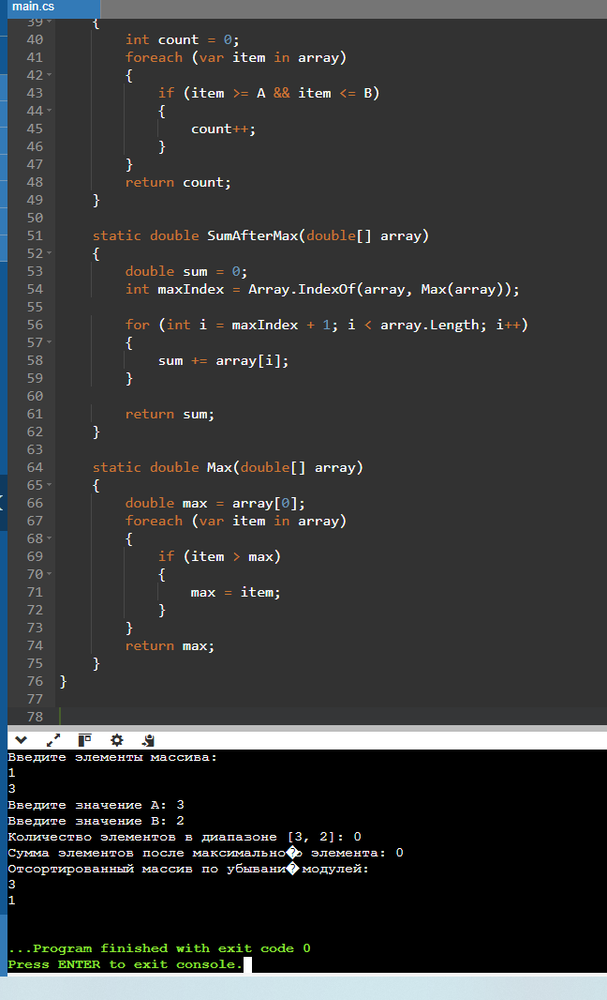 main.cs
39 {
40 int count = 0;
41 foreach (var item in array)
42 {
43 if (item >= A && item <= B)
44 {
45 count++;
46 }
47 }
48 return count;
49 }
50
51 static double SumAfterMax(double[] array)
52 {
53 double sum = 0;
54 int maxIndex = Array.IndexOf(array, Max(array));
55
56 for (int i = maxIndex + 1; i < array.Length; i++)
57 {
58 sum += array[i];
59 }
60
61 return sum;
62 }
63
64 static double Max(double[] array)
65 {
66 double max = array[0];
67 foreach (var item in array)
68 {
69 if (item > max)
70 {
71 max = item;
72 }
73 }
74 return max;
75 }
76 }
77
78
Введите элементы массива:
1
3
Введите значение A: 3
Введите значение B: 2
Количество элементов в диапазоне [3, 2]: 0
Сумма элементов после максимально�о элемента: 0
Отсортированный массив по убывани� модулей:
3
1
...Program finished with exit code 0
Press ENTER to exit console.